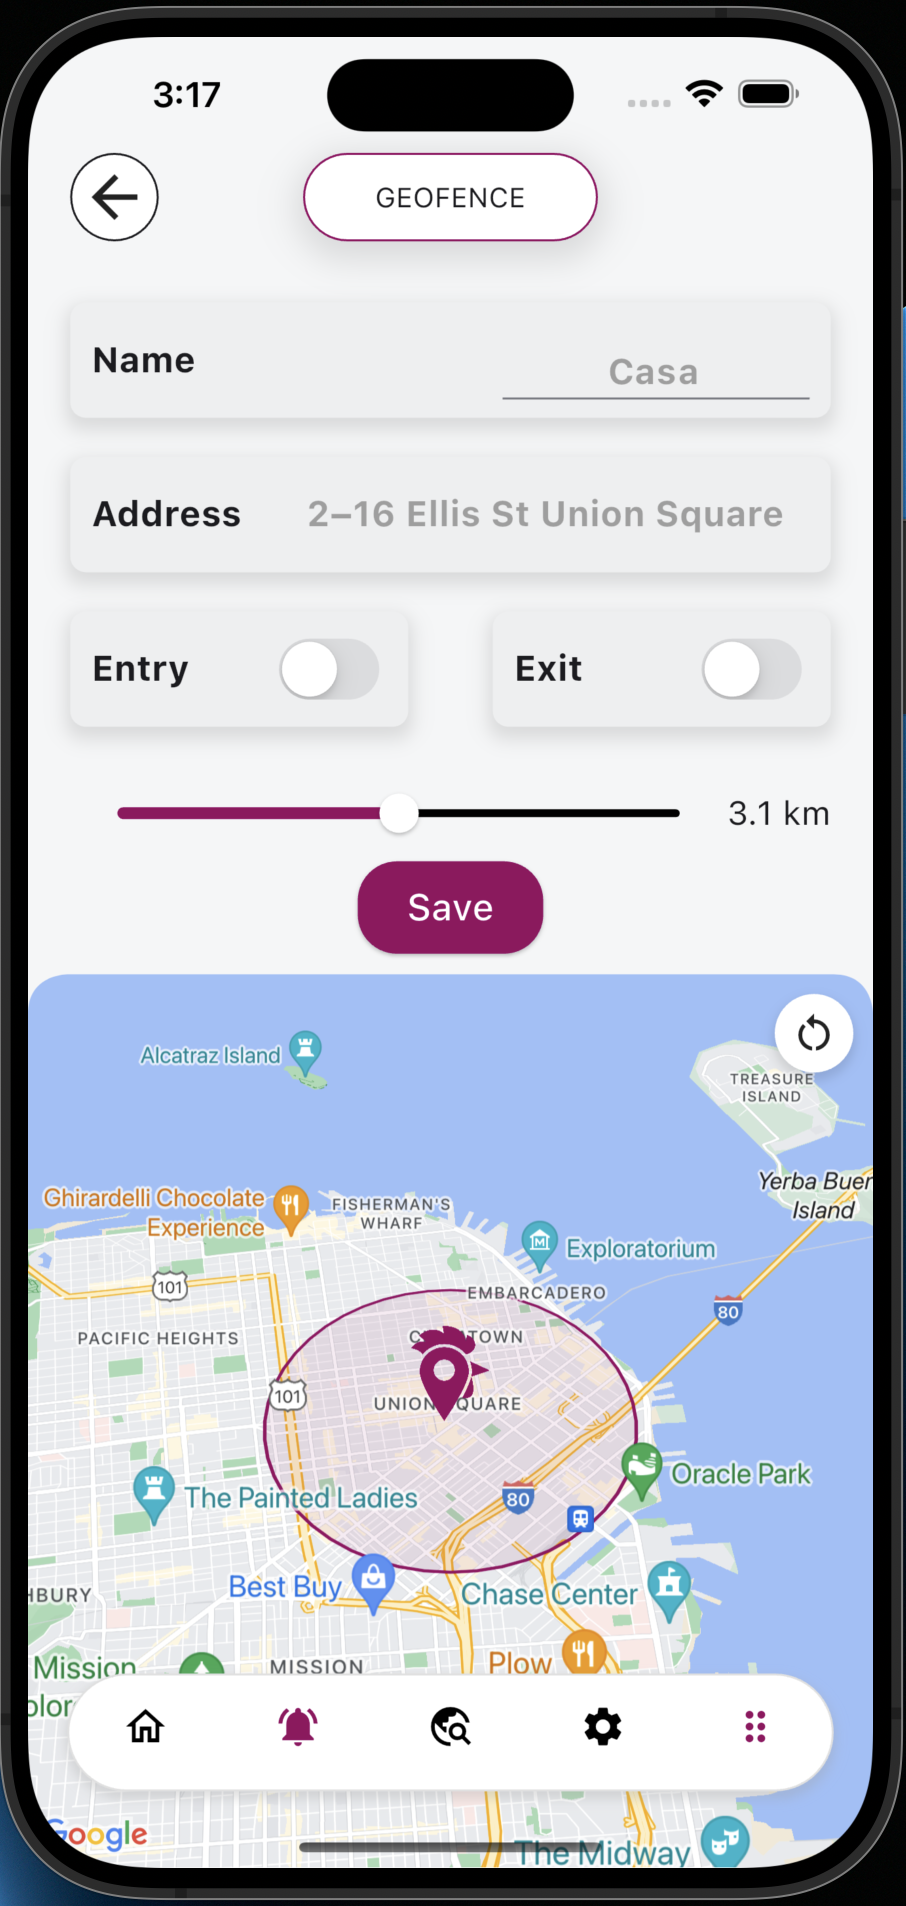 3:17
GEOFENCE
Name
Casa
Address
2–16 Ellis St Union Square
Entry
Exit
3.1 km
Save
Alcatraz Island
TREASURE
ISLAND
Yerba Buer
Island
Ghirardelli Chocolate
Experience
FISHERMAN'S
WHARF
Exploratorium
EMBARCADERO
101
80
PACIFIC HEIGHTS
TOWN
101
UNION QUARE
Oracle Park
The Painted Ladies
80
Best Buy
Chase Center
HBURY
Mission
olor
MISSION
Plow
Google
The Midway